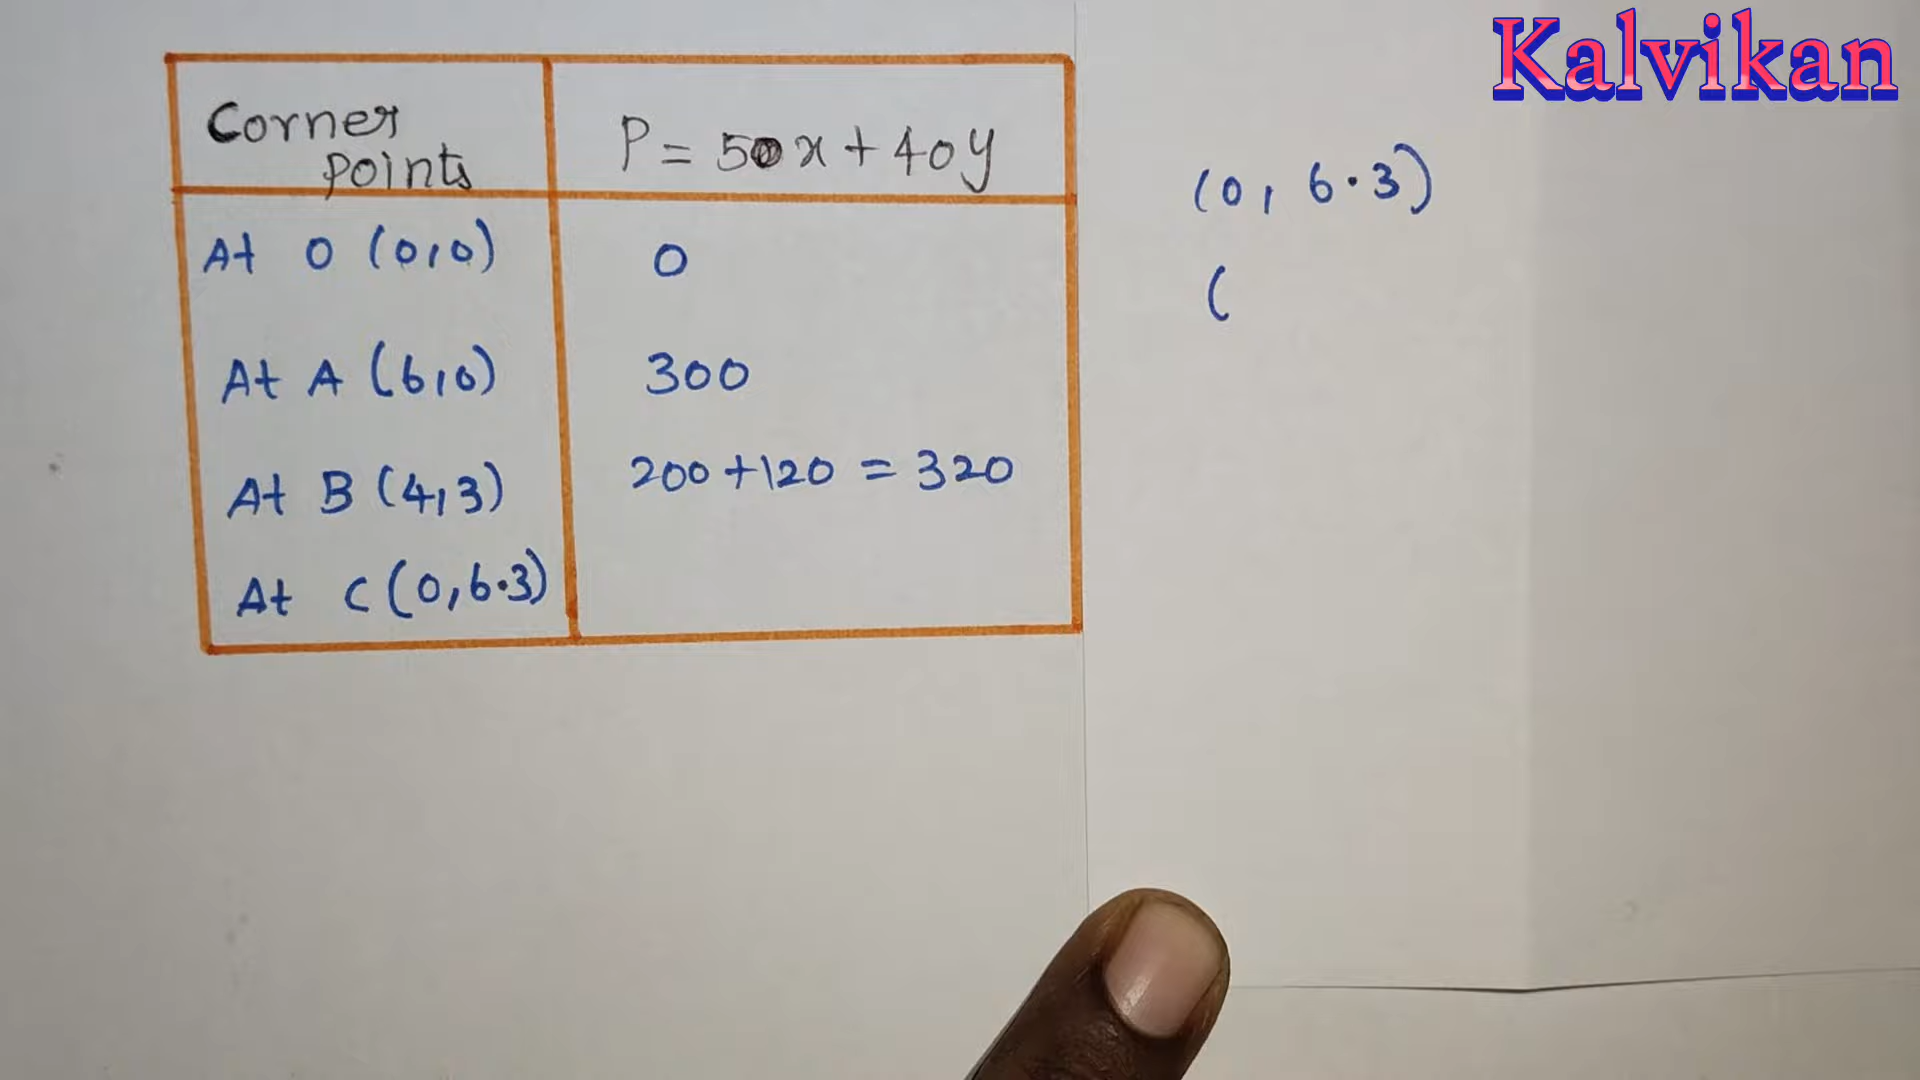 Kalvikan
Corner points
P = 50x + 40y
At O (0,0)
0
At A (6,0)
300
At B (4,3)
200 + 120 = 320
At C (0, 6.3)
(0, 6.3)
(